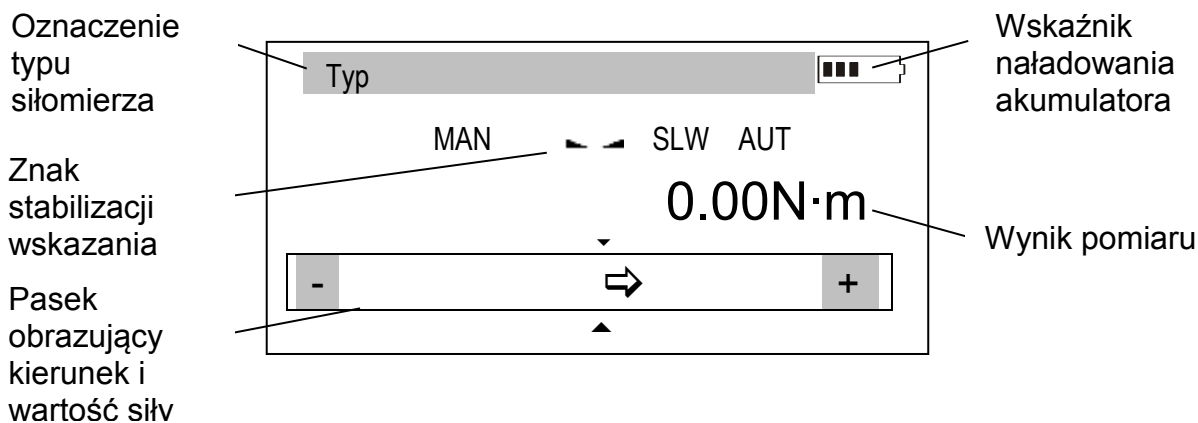 Oznaczenie
typu
siłomierza
Znak
stabilizacji
wskazania
Pasek
obrazujący
kierunek i
wartość siły
Typ
MAN SLW AUT
0.00N·m
- +
Wskaźnik
naładowania
akumulatora
Wynik pomiaru